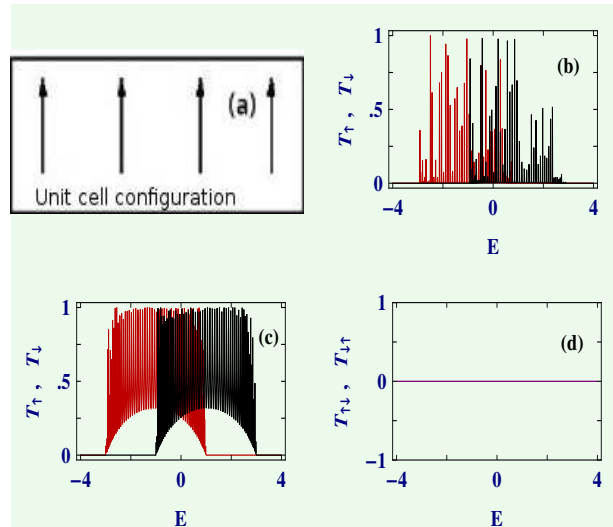 (a)
Unit cell configuration
(b)
T↑ , T↓
1
.5
0
−4 0 4
E
(c)
T↑ , T↓
1
.5
0
−4 0 4
E
(d)
T↑↓ , T↓↑
1
0
−1
−4 0 4
E